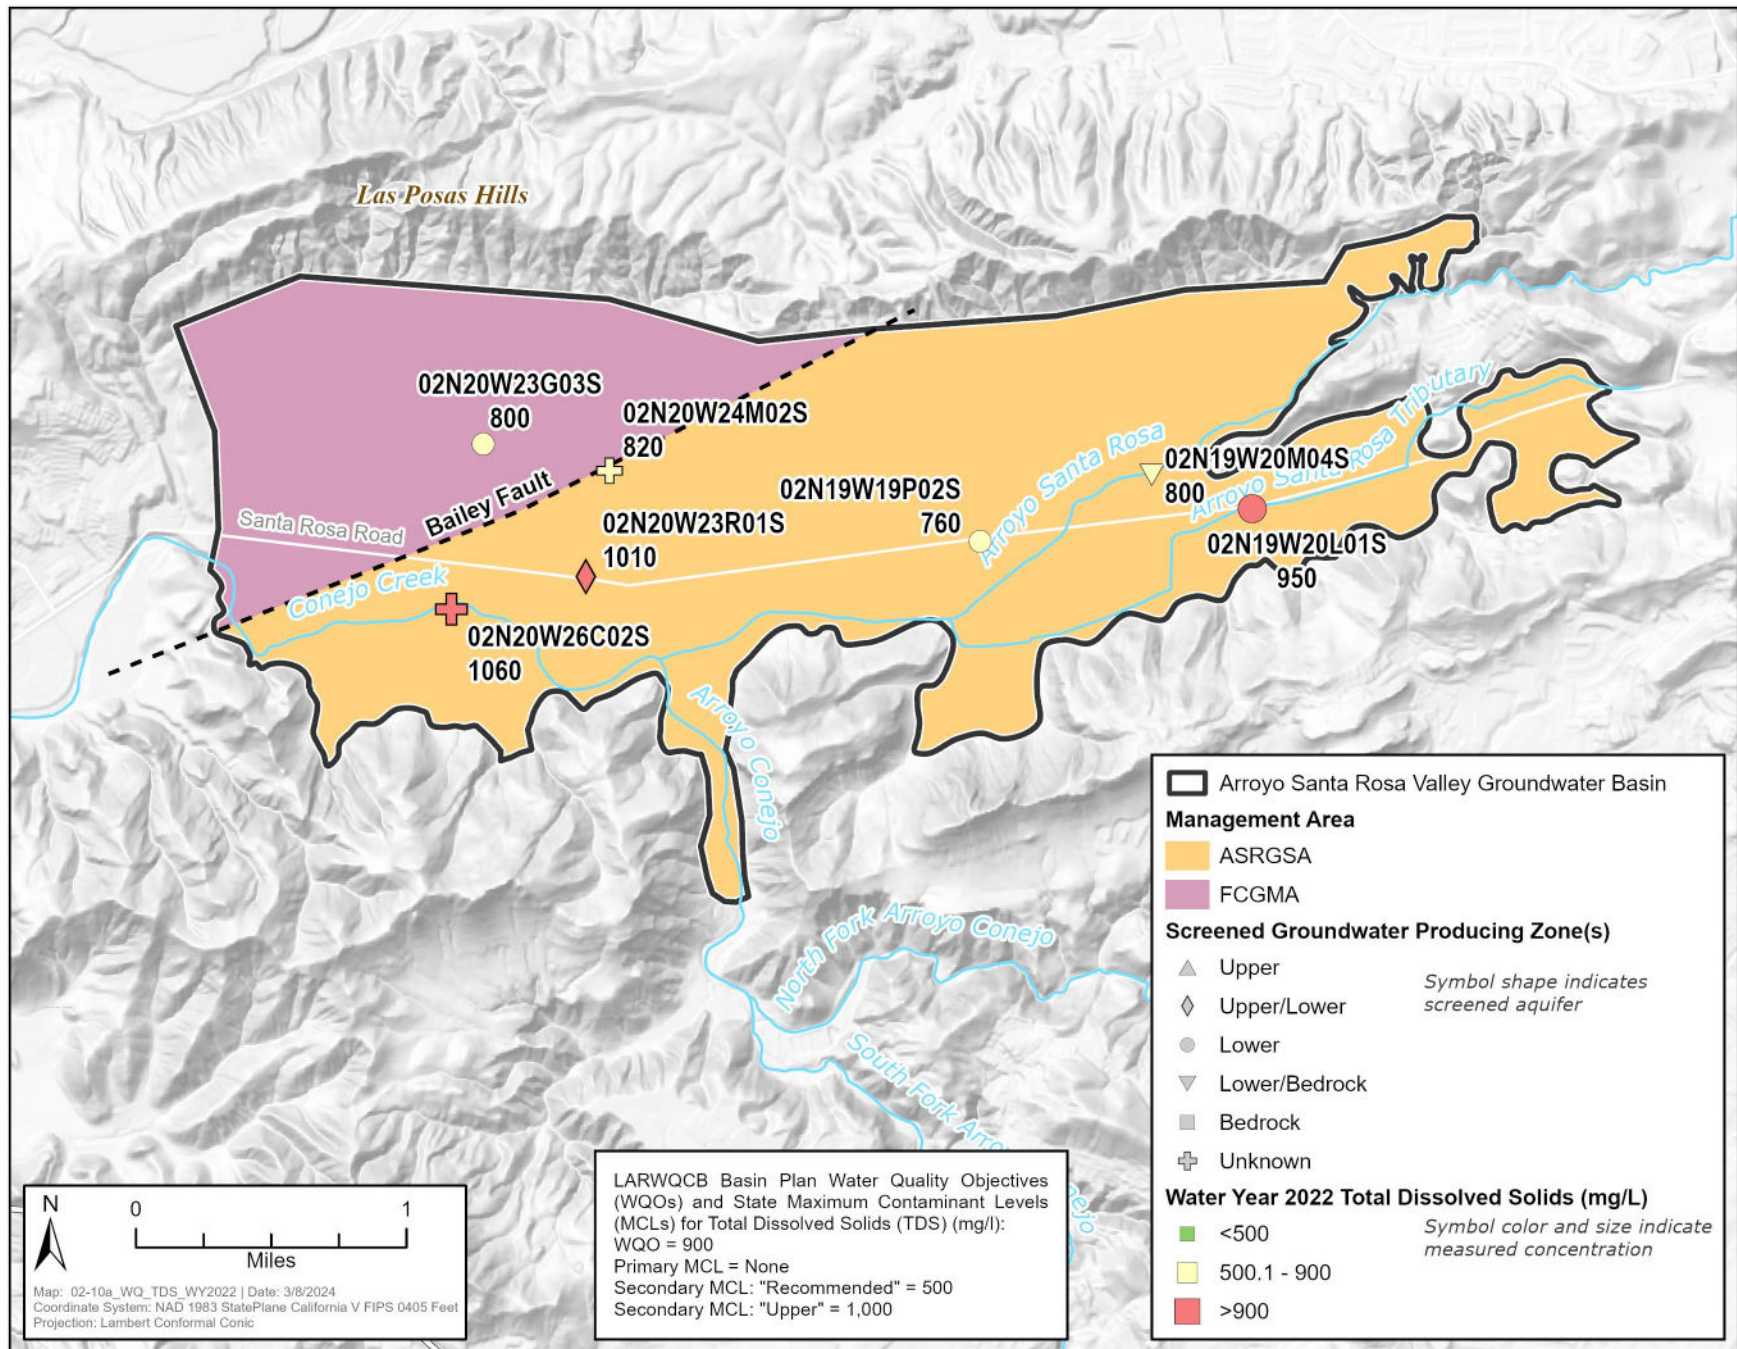 Las Posas Hills
02N20W23G03S
800
02N20W24M02S
820
Bailey Fault
Santa Rosa Road
02N20W23R01S
1010
Conejo Creek
02N20W26C02S
1060
02N19W19P02S
760
Arroyo Santa Rosa
02N19W20M04S
800
Arroyo Santa Rosa Tributary
02N19W20L01S
950
Arroyo Conejo
North Fork Arroyo Conejo
South Fork Arroyo Conejo
Arroyo Santa Rosa Valley Groundwater Basin
Management Area
ASRGSA
FCGMA
Screened Groundwater Producing Zone(s)
Upper
Upper/Lower
Lower
Lower/Bedrock
Bedrock
Unknown
Symbol shape indicates
screened aquifer
Water Year 2022 Total Dissolved Solids (mg/L)
<500
500.1 - 900
>900
Symbol color and size indicate
measured concentration
LARWQCB Basin Plan Water Quality Objectives
(WQOs) and State Maximum Contaminant Levels
(MCLs) for Total Dissolved Solids (TDS) (mg/l):
WQO = 900
Primary MCL = None
Secondary MCL: "Recommended" = 500
Secondary MCL: "Upper" = 1,000
N
0 1
Miles
Map: 02-10a_WQ_TDS_WY2022 | Date: 3/8/2024
Coordinate System: NAD 1983 StatePlane California V FIPS 0405 Feet
Projection: Lambert Conformal Conic